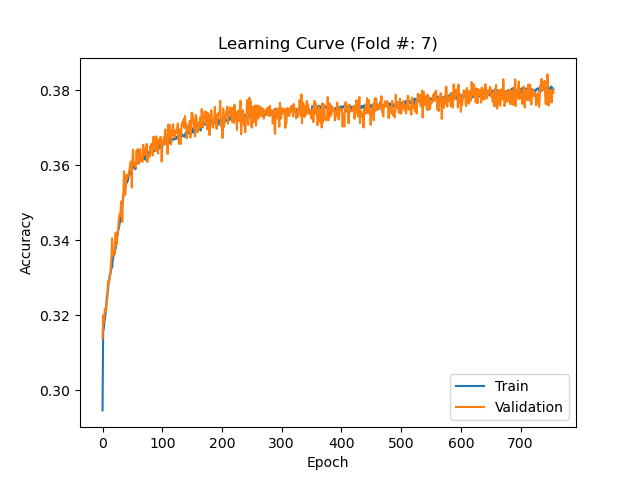 Learning Curve (Fold #: 7)
0.38
0.36
0.34
0.32
0.30
Accuracy
0 100 200 300 400 500 600 700
Epoch
Train
Validation